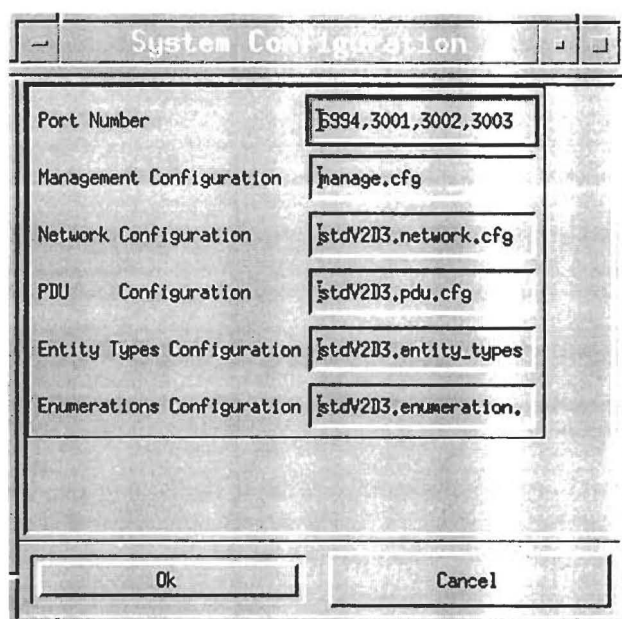 System Configuration
Port Number 6994,3001,3002,3003
Management Configuration manage.cfg
Network Configuration stdV2D3.network.cfg
PDU Configuration stdV2D3.pdu.cfg
Entity Types Configuration stdV2D3.entity_types
Enumerations Configuration stdV2D3.enumeration.
Ok Cancel